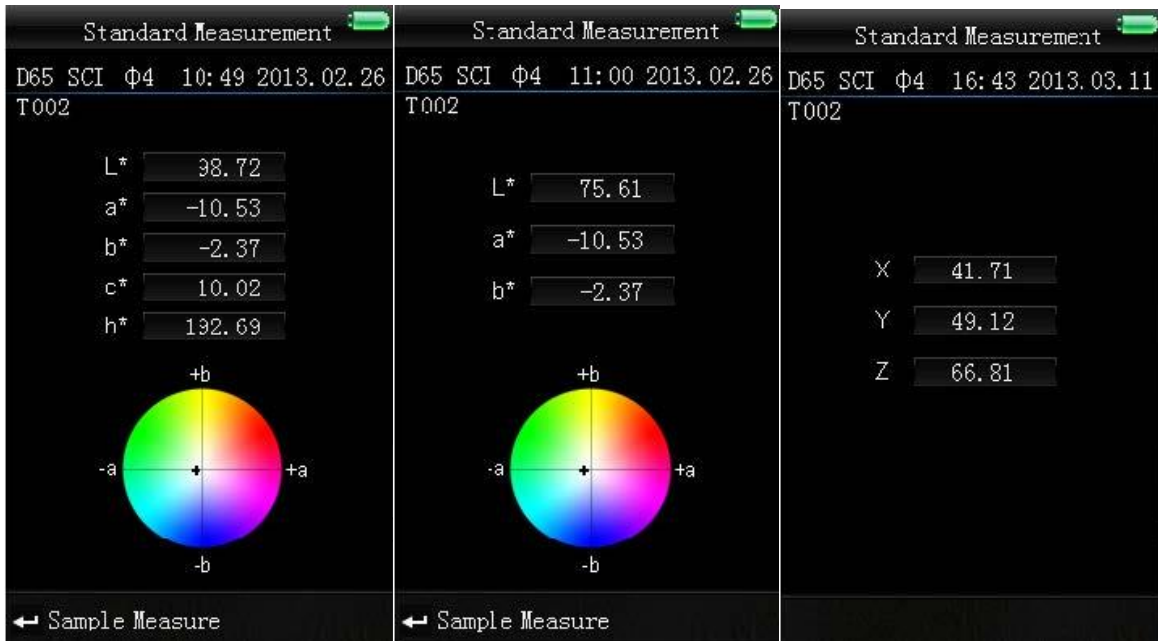 Standard Measurement
D65 SCI Φ4 10:49 2013.02.26
T002
L* 98.72
a* -10.53
b* -2.37
c* 10.02
h* 192.69
+b
-a
+a
-b
Sample Measure
Standard Measurement
D65 SCI Φ4 11:00 2013.02.26
T002
L* 75.61
a* -10.53
b* -2.37
+b
-a
+a
-b
Sample Measure
Standard Measurement
D65 SCI Φ4 16:43 2013.03.11
T002
X 41.71
Y 49.12
Z 66.81